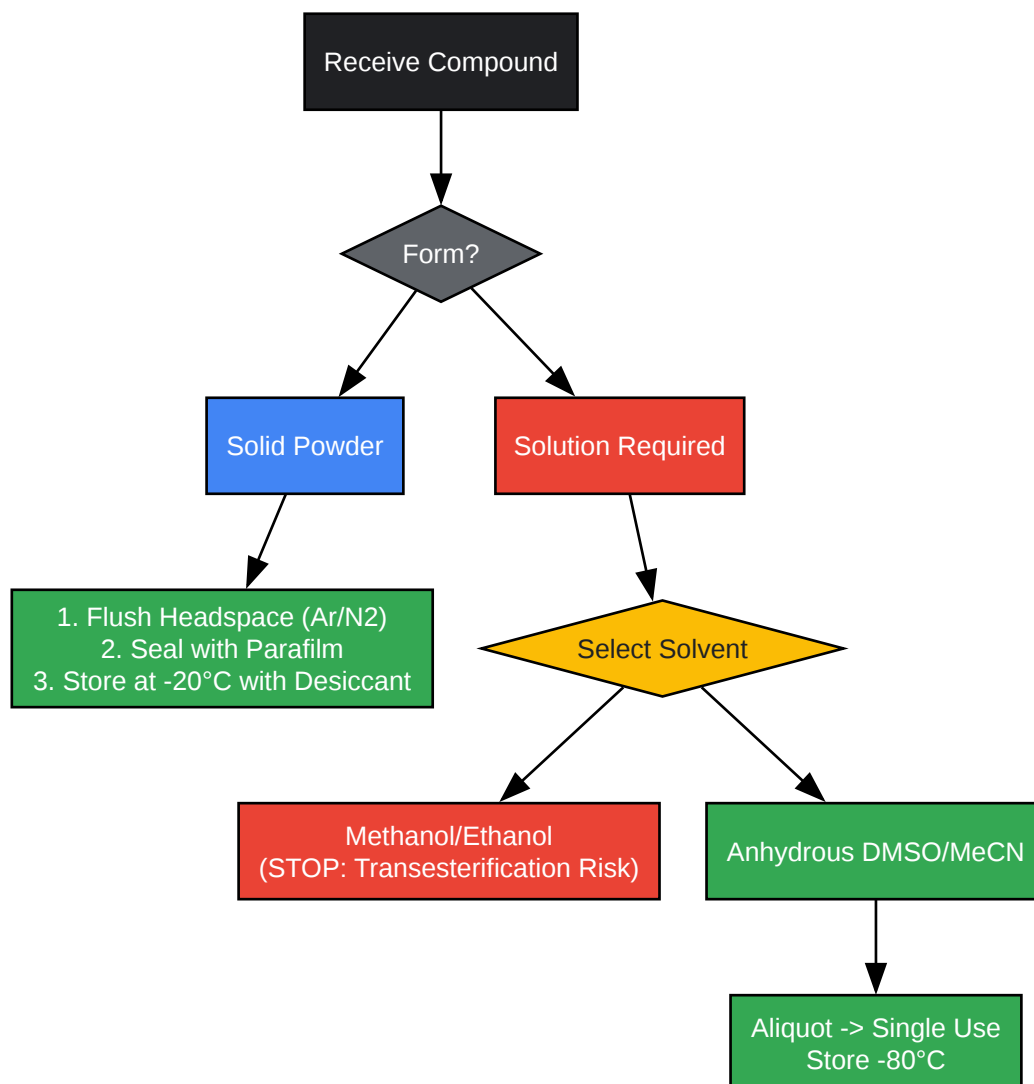 Receive Compound
Form?
Solid Powder
Solution Required
1. Flush Headspace (Ar/N2)
2. Seal with Parafilm
3. Store at -20°C with Desiccant
Select Solvent
Methanol/Ethanol
(STOP: Transesterification Risk)
Anhydrous DMSO/MeCN
Aliquot -> Single Use
Store -80°C